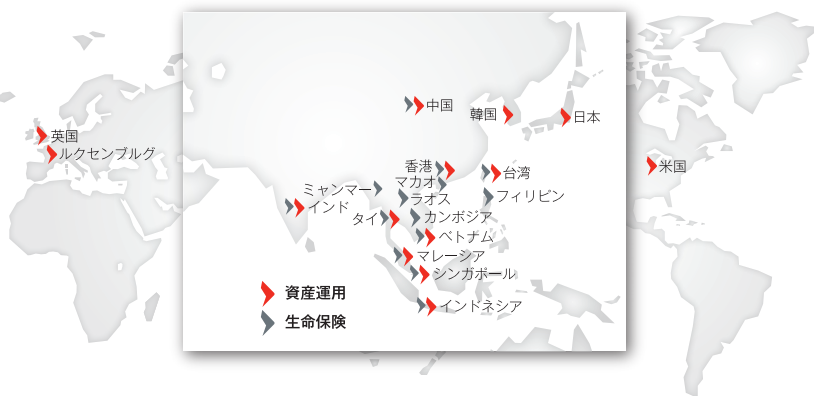 中国
韓国
日本
英国
ルクセンブルグ
香港
米国
台湾
マカオ
ミャンマー
ラオス
フィリピン
インド
タイ
カンボジア
ベトナム
マレーシア
シンガポール
資産運用
インドネシア
生命保険